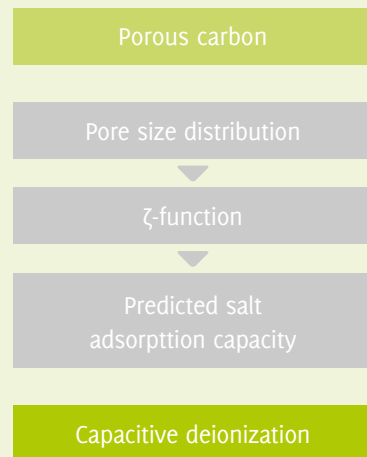 Porous carbon
Pore size distribution
ζ-function
Predicted salt
adsorpttion capacity
Capacitive deionization